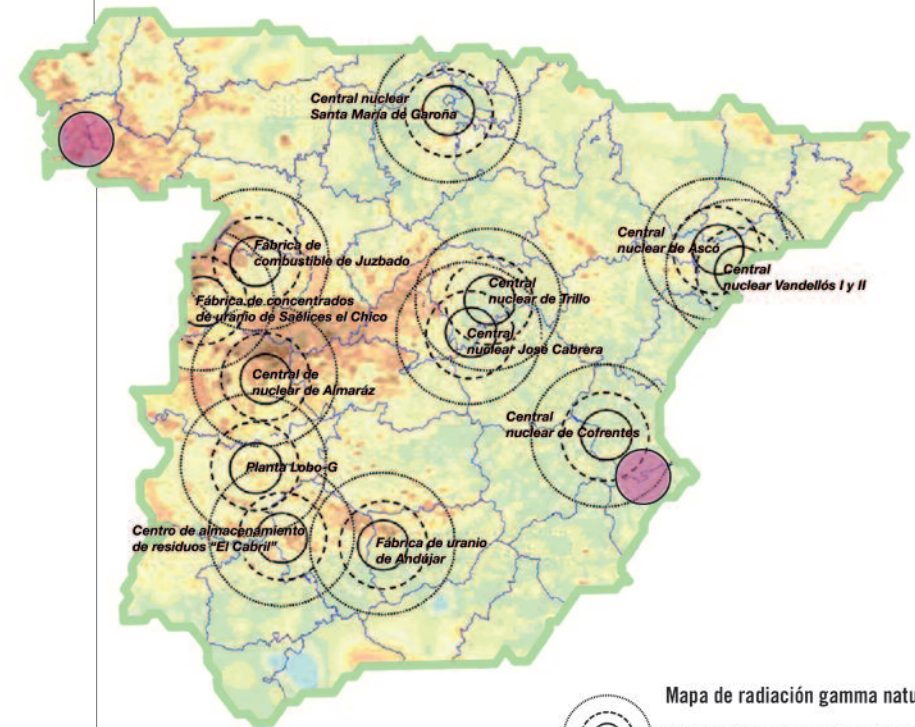 Central nuclear
Santa María de Garoña
Fábrica de
combustible de Juzbado
Central
nuclear de Ascó
Central
nuclear Vandellós I y II
Central
nuclear de Trillo
Fábrica de concentrados
de uranio de Saélices el Chico
Central
nuclear José Cabrera
Central de
nuclear de Almaráz
Central
nuclear de Cofrentes
Planta Lobo-G
Centro de almacenamiento
de residuos "El Cabril"
Fábrica de uranio
de Andújar
Mapa de radiación gamma natu